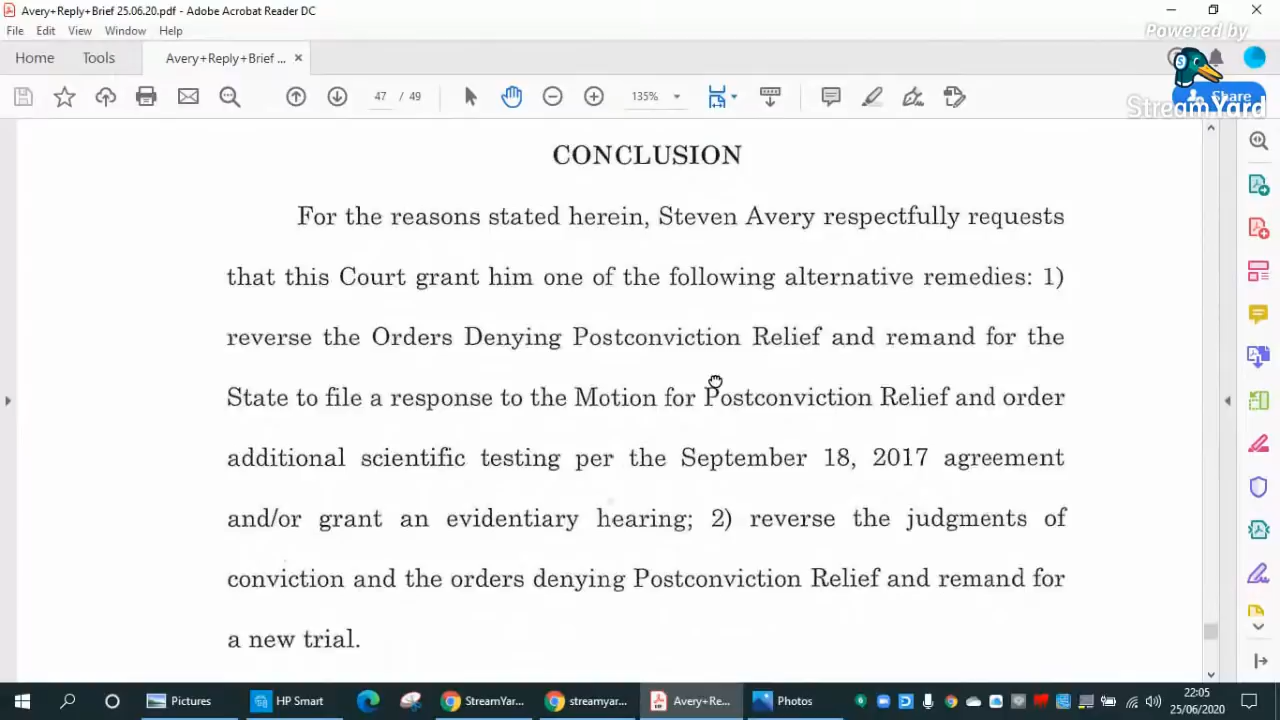 Avery+Reply+Brief 25.06.20.pdf - Adobe Acrobat Reader DC
File Edit View Window Help
Powered by
Home Tools Avery+Reply+Brief ... ×
47 / 49 135% Share
StreamYard
CONCLUSION
For the reasons stated herein, Steven Avery respectfully requests
that this Court grant him one of the following alternative remedies: 1)
reverse the Orders Denying Postconviction Relief and remand for the
State to file a response to the Motion for Postconviction Relief and order
additional scientific testing per the September 18, 2017 agreement
and/or grant an evidentiary hearing; 2) reverse the judgments of
conviction and the orders denying Postconviction Relief and remand for
a new trial.
Pictures HP Smart StreamYar... streamyar... Avery+Re... Photos
22:05
25/06/2020